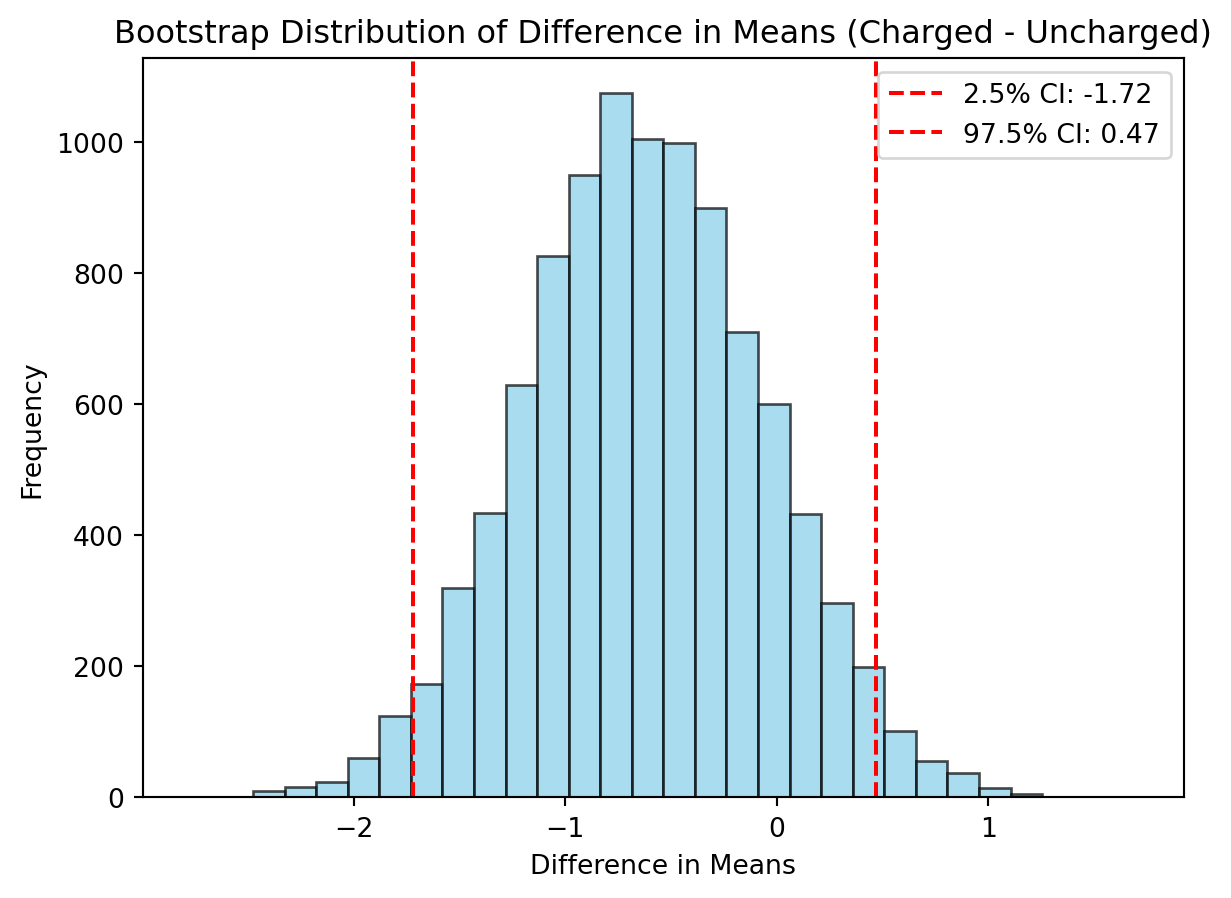 Bootstrap Distribution of Difference in Means (Charged - Uncharged)
2.5% CI: -1.72
97.5% CI: 0.47
Frequency
1000
800
600
400
200
0
−2
−1
0
1
Difference in Means